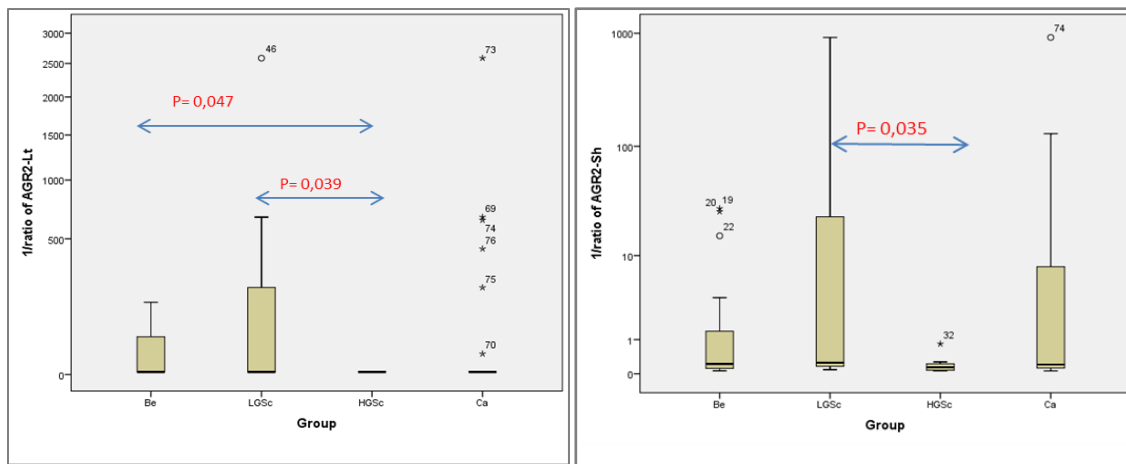 1/ratio of AGR2-Lt
3000
2500
2000
1500
1000
500
0
46
73
P= 0,047
P= 0,039
69
74
76
75
70
Be
LGSc
HGSc
Ca
Group
1/ratio of AGR2-Sh
1000
100
10
1
0
74
P= 0,035
20 19
22
32
Be
LGSc
HGSc
Ca
Group